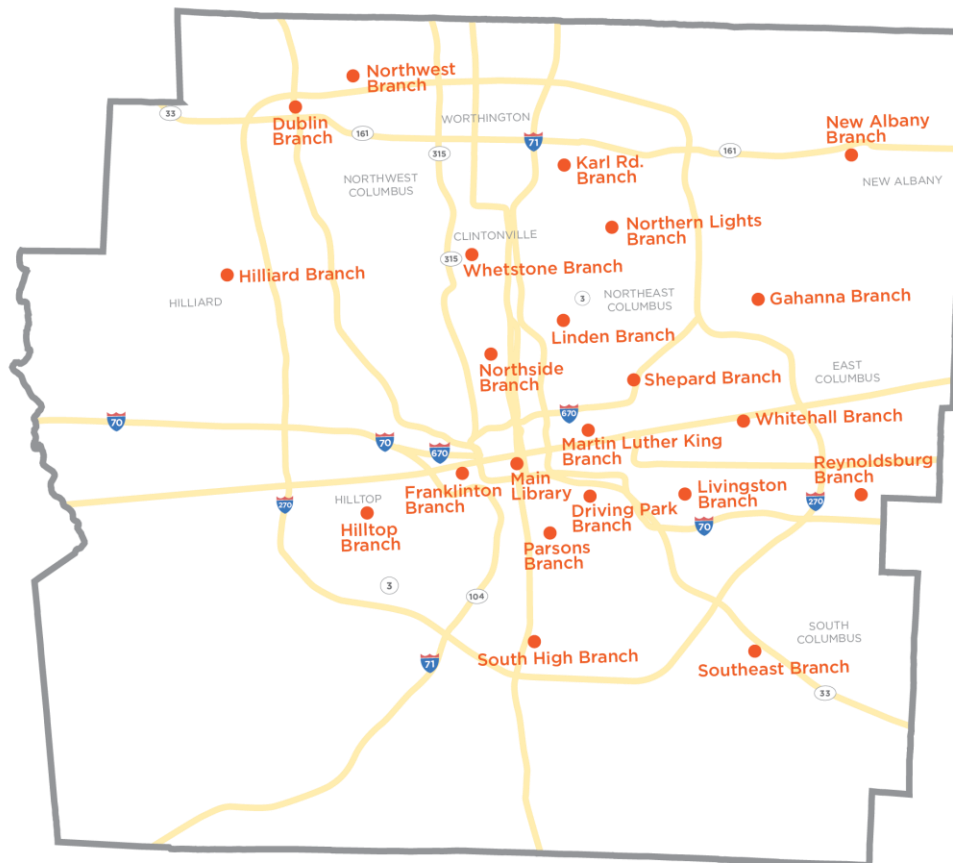 Northwest
Branch
33
Dublin
Branch
161
WORTHINGTON
315
71
161
New Albany
Branch
Karl Rd.
Branch
NORTHWEST
COLUMBUS
NEW ALBANY
Northern Lights
Branch
CLINTONVILLE
315
Whetstone Branch
Hilliard Branch
HILLIARD
3
NORTHEAST
COLUMBUS
Gahanna Branch
Linden Branch
Northside
Branch
Shepard Branch
EAST
COLUMBUS
70
70
670
670
Whitehall Branch
Martin Luther King
Branch
Main
Library
Franklinton
Branch
Reynoldsburg
Branch
Livingston
Branch
Driving Park
Branch
270
HILLTOP
Hilltop
Branch
270
70
Parsons
Branch
3
104
SOUTH
COLUMBUS
South High Branch
71
Southeast Branch
33